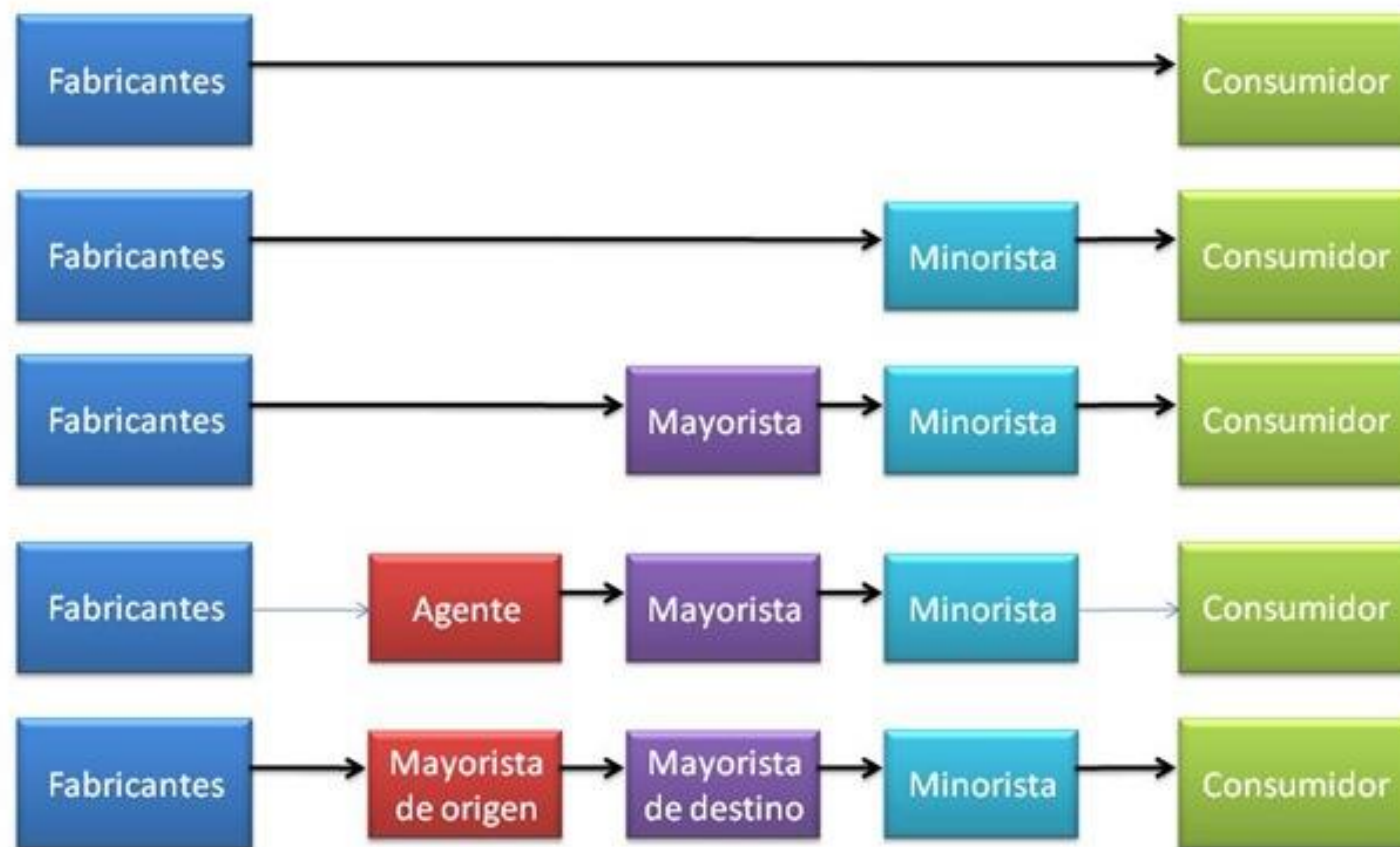 Fabricantes
Consumidor
Fabricantes
Minorista
Consumidor
Fabricantes
Mayorista
Minorista
Consumidor
Fabricantes
Agente
Mayorista
Minorista
Consumidor
Fabricantes
Mayorista
de origen
Mayorista
de destino
Minorista
Consumidor